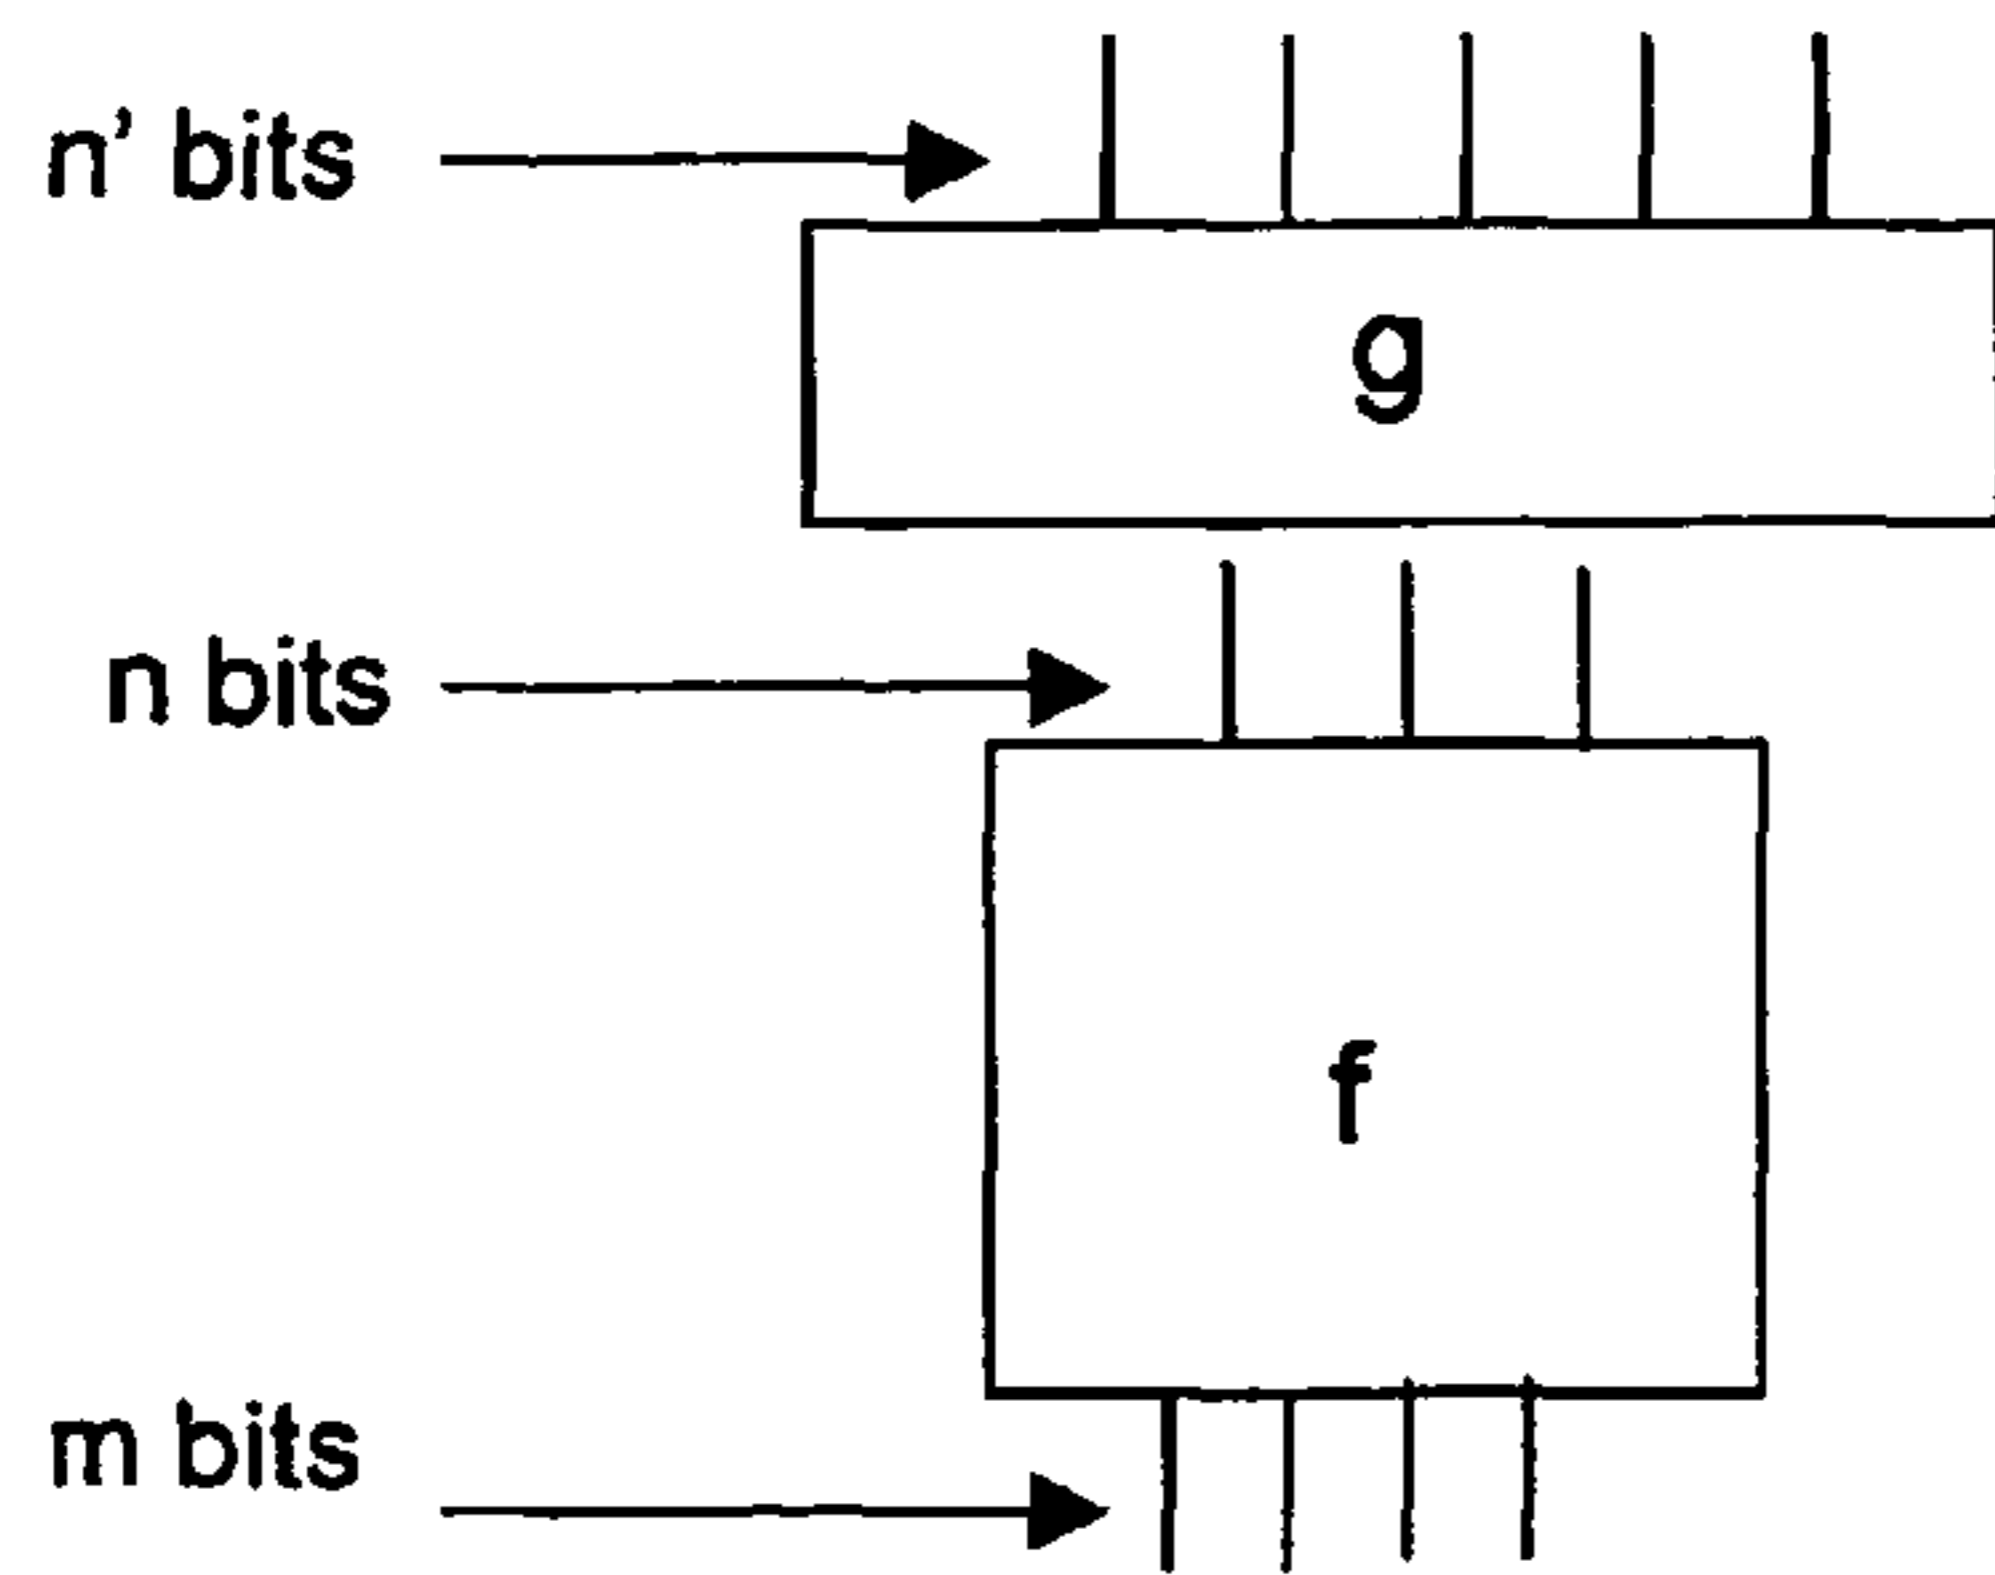 n’ bits
g
n bits
f
m bits